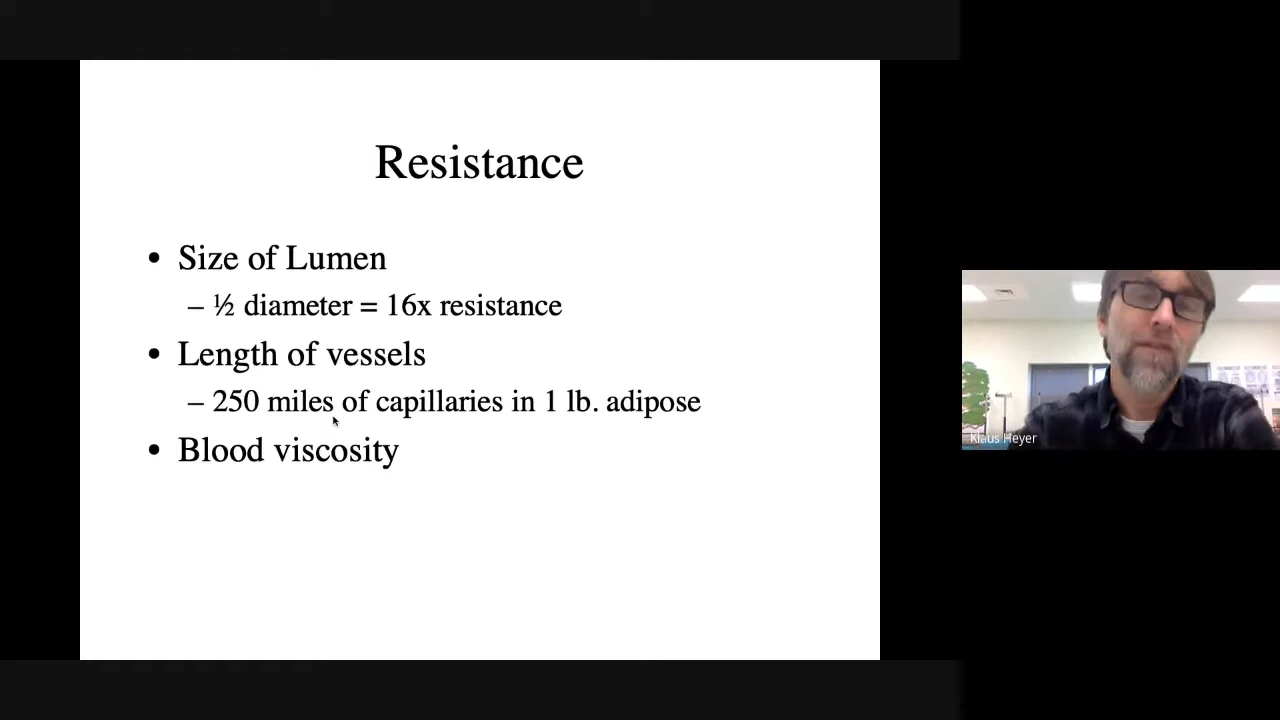 Resistance
• Size of Lumen
– ½ diameter = 16x resistance
• Length of vessels
– 250 miles of capillaries in 1 lb. adipose
• Blood viscosity
Klaus Heyer